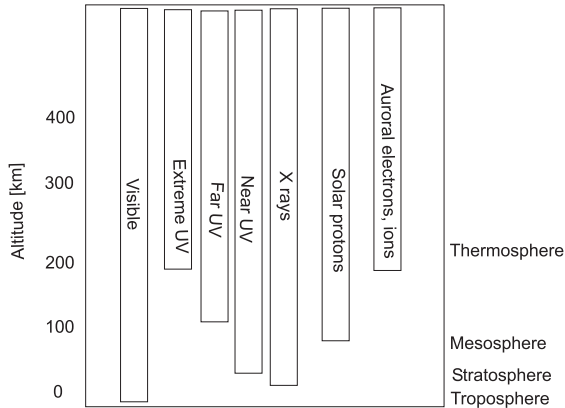 Altitude [km]
400
300
200
100
0
Visible
Extreme UV
Far UV
Near UV
X rays
Solar protons
Auroral electrons, ions
Thermosphere
Mesosphere
Stratosphere
Troposphere